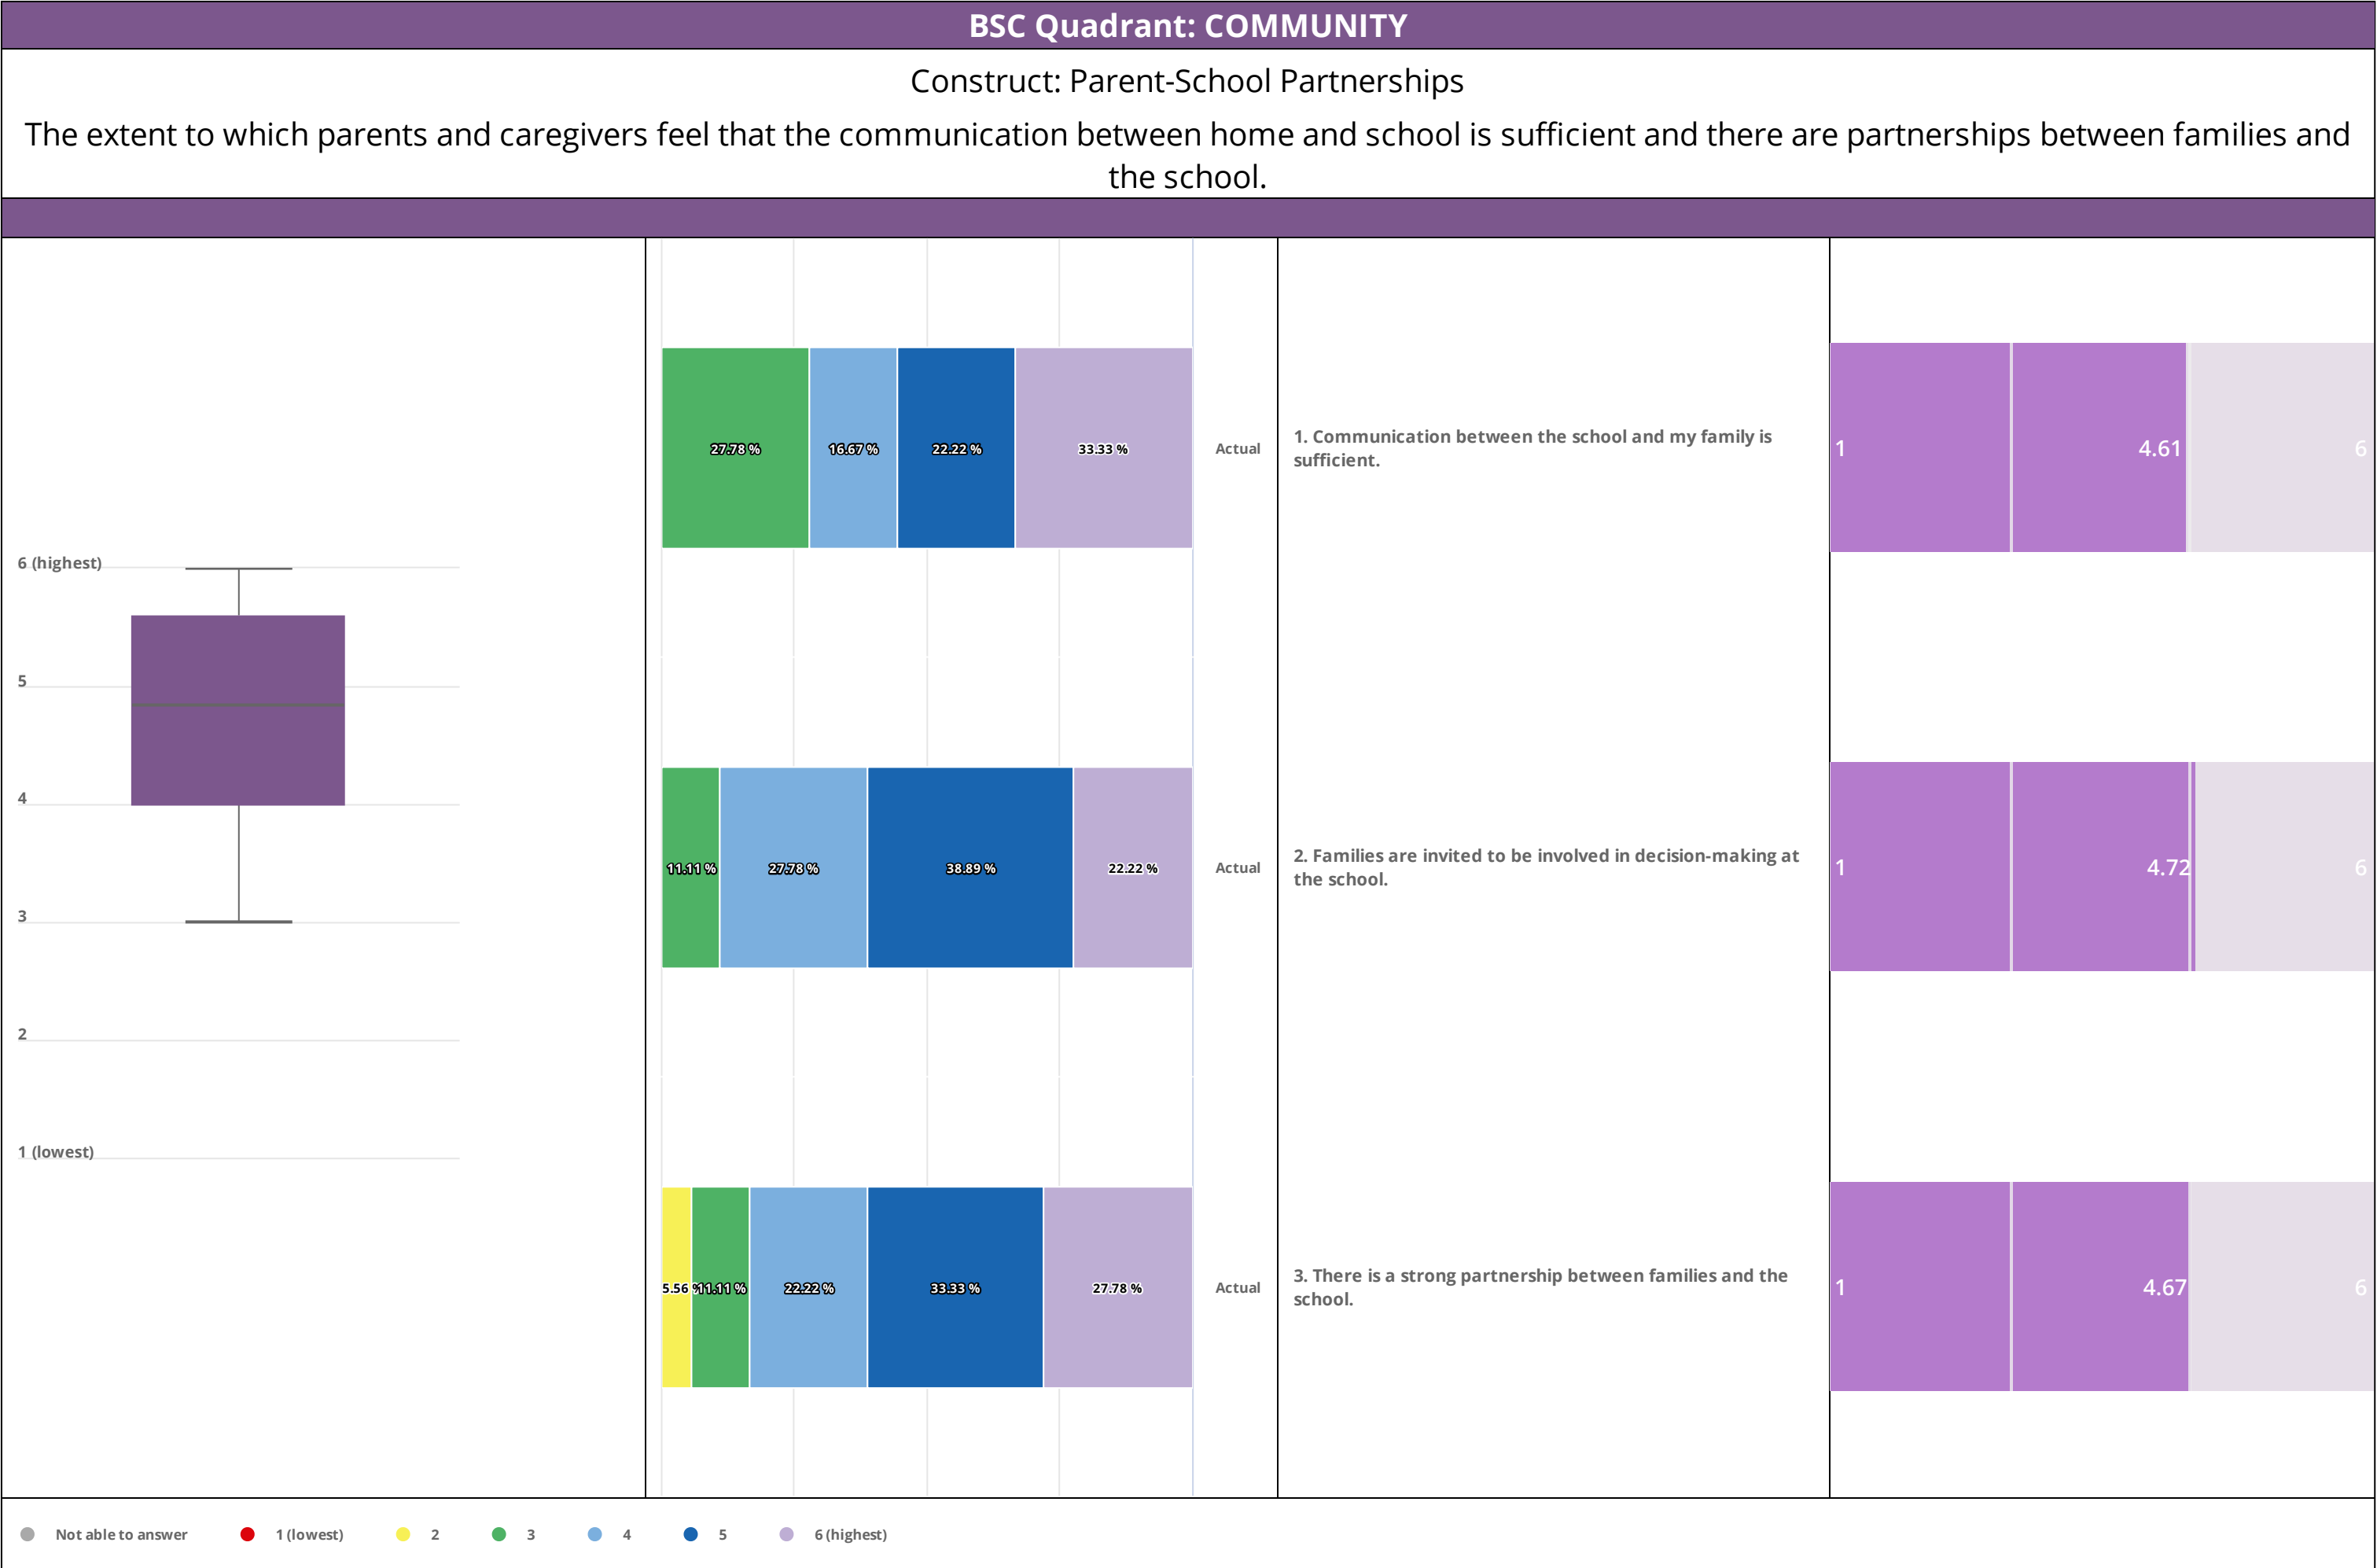 BSC Quadrant: COMMUNITY
Construct: Parent-School Partnerships
The extent to which parents and caregivers feel that the communication between home and school is sufficient and there are partnerships between families and
the school.
6 (highest)
5
4
3
2
1 (lowest)
27.78 % 16.67 % 22.22 % 33.33 % Actual
1. Communication between the school and my family is
sufficient.
1 4.61 6
11.11 % 27.78 % 38.89 % 22.22 % Actual
2. Families are invited to be involved in decision-making at
the school.
1 4.72 6
5.56 % 11.11 % 22.22 % 33.33 % 27.78 % Actual
3. There is a strong partnership between families and the
school.
1 4.67 6
Not able to answer 1 (lowest) 2 3 4 5 6 (highest)